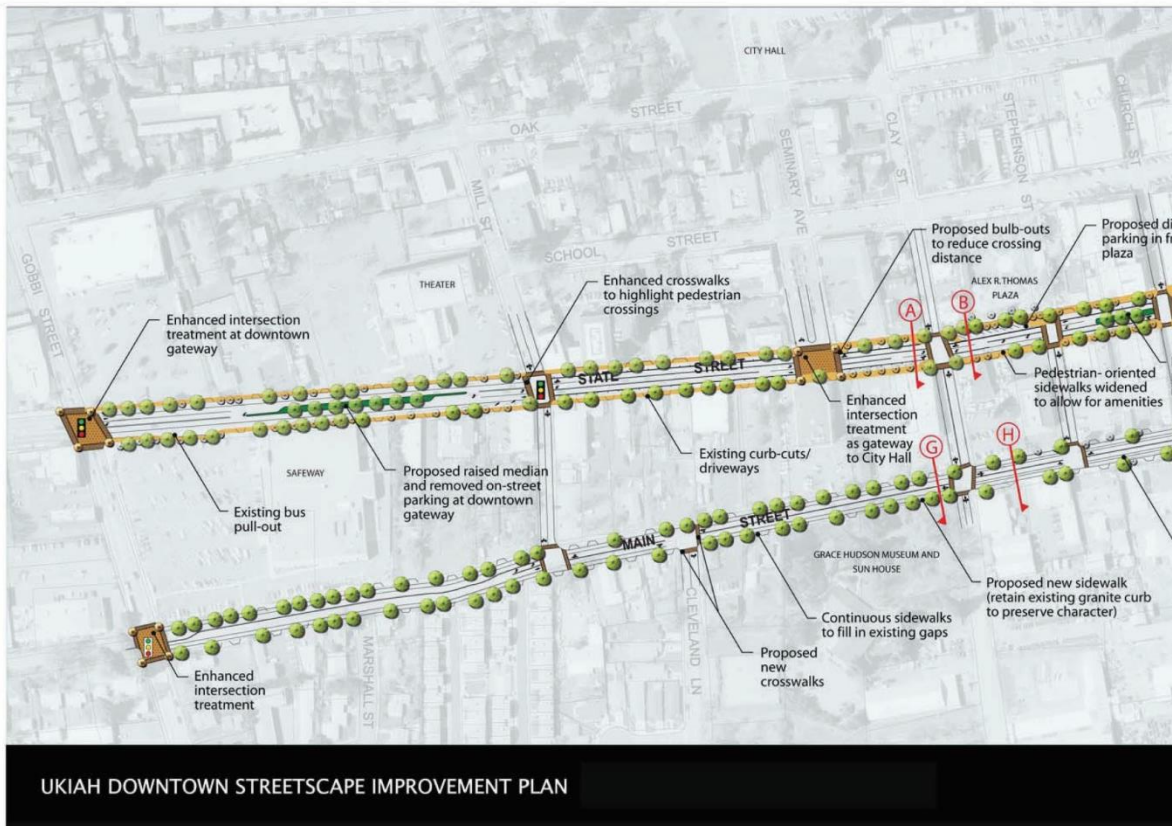 CITY HALL
OAK STREET
SCHOOL STREET
GOBBI STREET
MILL ST
SEMINARY AVE
CLAY ST
STEPHENSON ST
CHURCH ST
THEATER
Enhanced intersection
treatment at downtown
gateway
Enhanced crosswalks
to highlight pedestrian
crossings
Proposed bulb-outs
to reduce crossing
distance
Proposed di
parking in f
plaza
ALEX R. THOMAS
PLAZA
A
B
STATE STREET
SAFEWAY
Existing bus
pull-out
Proposed raised median
and removed on-street
parking at downtown
gateway
Existing curb-cuts/
driveways
Enhanced
intersection
treatment
as gateway
to City Hall
Pedestrian- oriented
sidewalks widened
to allow for amenities
G
H
MAIN STREET
GRACE HUDSON MUSEUM AND
SUN HOUSE
Enhanced
intersection
treatment
MARSHALL ST
CLEVELAND LN
Proposed
new
crosswalks
Continuous sidewalks
to fill in existing gaps
Proposed new sidewalk
(retain existing granite curb
to preserve character)
UKIAH DOWNTOWN STREETSCAPE IMPROVEMENT PLAN